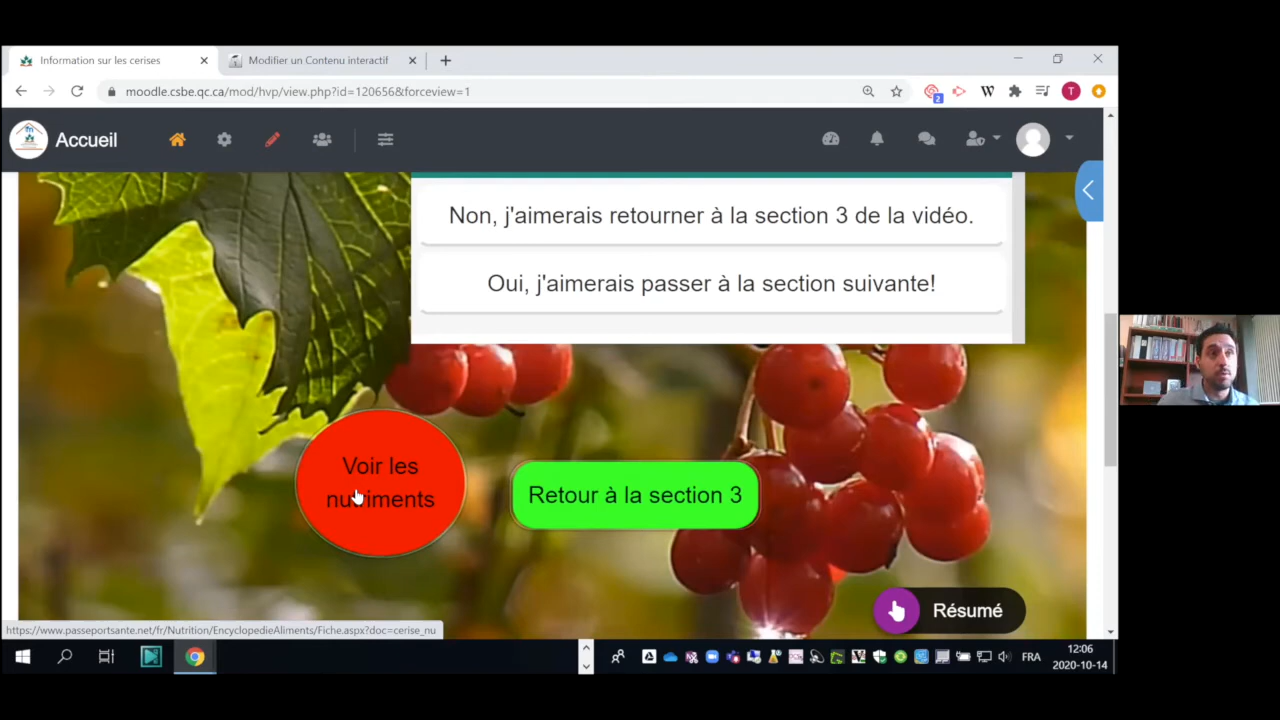 Information sur les cerises
Modifier un Contenu interactif
moodle.csbe.qc.ca/mod/hvp/view.php?id=120656&forceview=1
2
W
T
Accueil
Non, j'aimerais retourner à la section 3 de la vidéo.
Oui, j'aimerais passer à la section suivante!
Voir les
nutriments
Retour à la section 3
Résumé
https://www.passeportsante.net/fr/Nutrition/EncyclopedieAliments/Fiche.aspx?doc=cerise_nu
FRA
12:06
2020-10-14